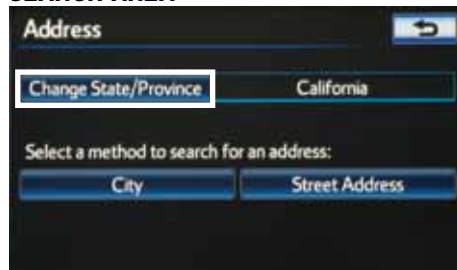 Address
Change State/Province California
Select a method to search for an address:
City Street Address